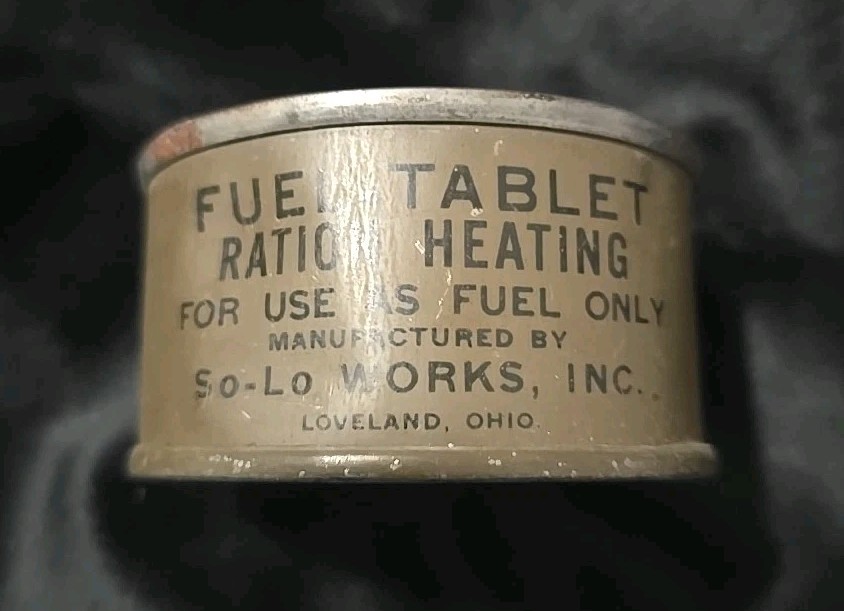 FUEL TABLET
RATION HEATING
FOR USE AS FUEL ONLY
MANUFACTURED BY
So-Lo WORKS, INC.
LOVELAND, OHIO.